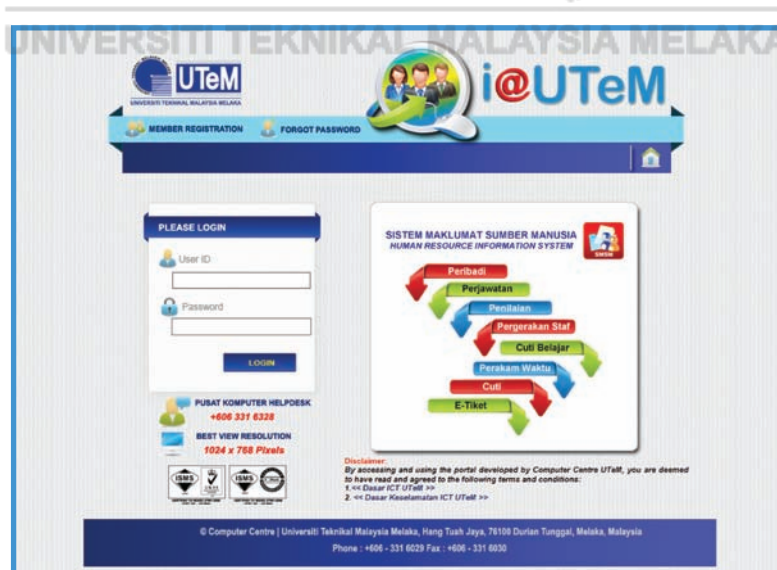 UNIVERSITI TEKNIKAL MALAYSIA MELAKA
UTeM
UNIVERSITI TEKNIKAL MALAYSIA MELAKA
i@UTeM
MEMBER REGISTRATION
FORGOT PASSWORD
PLEASE LOGIN
User ID
Password
LOGIN
PUSAT KOMPUTER HELPDESK
+606 331 6328
BEST VIEW RESOLUTION
1024 x 768 Pixels
ISMS
ISMS
SISTEM MAKLUMAT SUMBER MANUSIA
HUMAN RESOURCE INFORMATION SYSTEM
SMSM
Peribadi
Perjawatan
Penilaian
Pergerakan Staf
Cuti Belajar
Perakam Waktu
Cuti
E-Tiket
Disclaimer:
By accessing and using the portal developed by Computer Centre UTeM, you are deemed
to have read and agreed to the following terms and conditions:
1.<< Dasar ICT UTeM >>
2. << Dasar Keselamatan ICT UTeM >>
© Computer Centre | Universiti Teknikal Malaysia Melaka, Hang Tuah Jaya, 76100 Durian Tunggal, Melaka, Malaysia
Phone : +606 - 331 6029 Fax : +606 - 331 6030